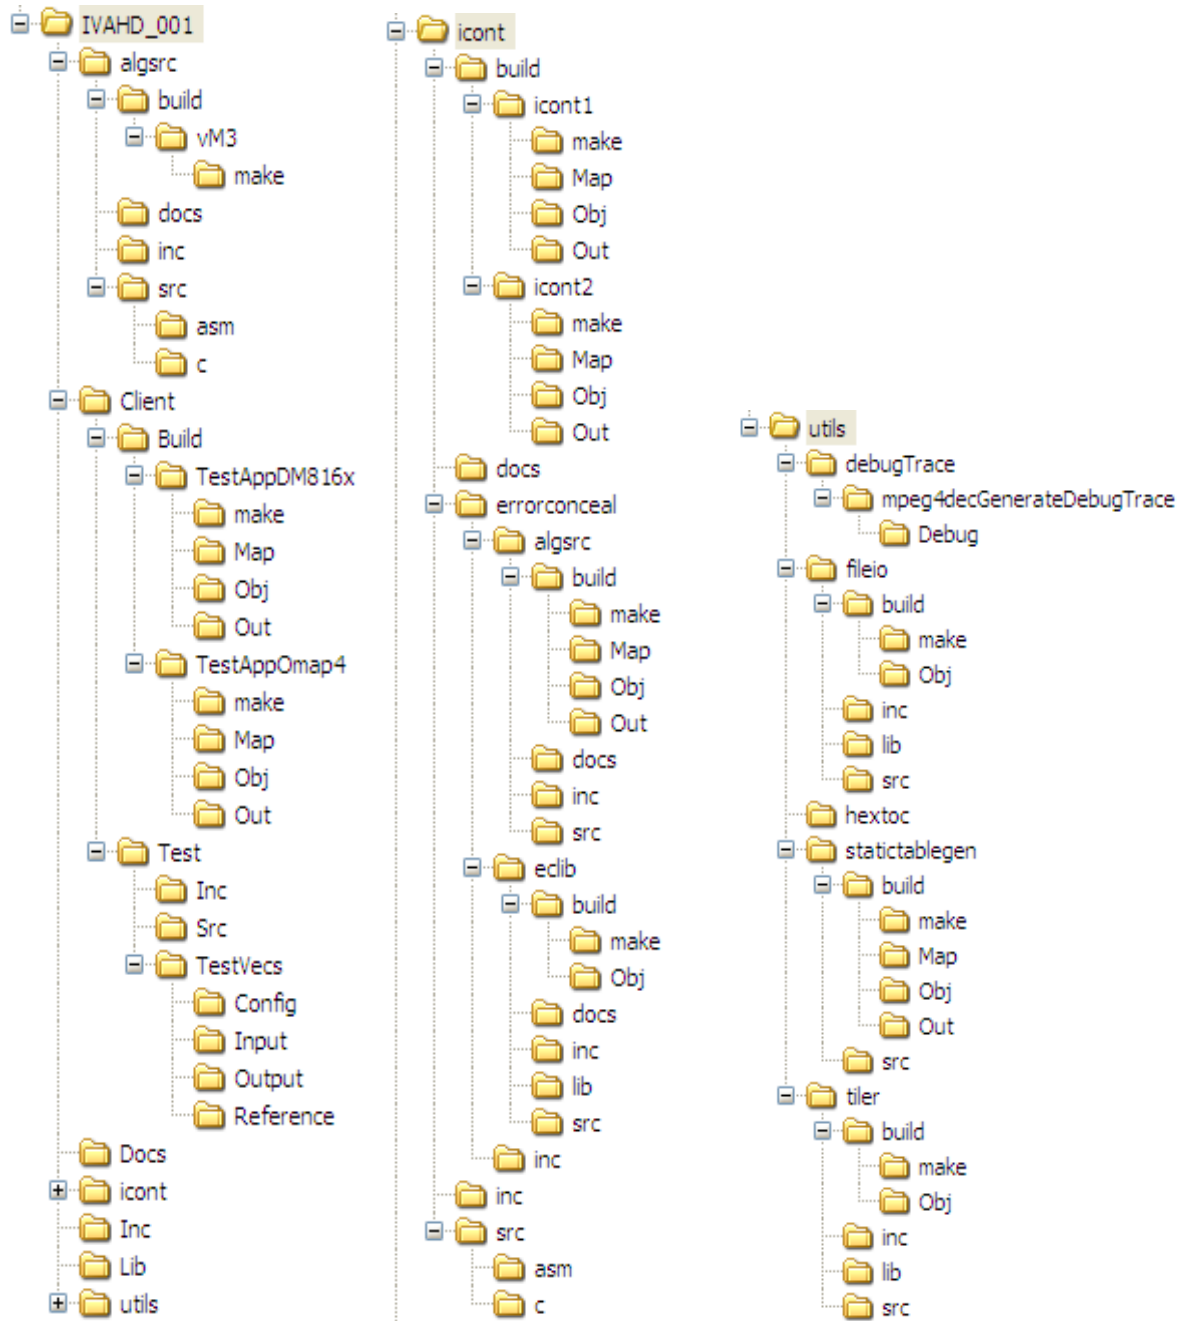 IVAHD_001
algsrc
build
vM3
make
docs
inc
src
asm
c
Client
Build
TestAppDM816x
make
Map
Obj
Out
TestAppOmap4
make
Map
Obj
Out
Test
Inc
Src
TestVecs
Config
Input
Output
Reference
Docs
icont
Inc
Lib
utils
icont
build
icont1
make
Map
Obj
Out
icont2
make
Map
Obj
Out
docs
errorconceal
algsrc
build
make
Map
Obj
Out
docs
inc
src
eclib
build
make
Obj
docs
inc
lib
src
inc
inc
src
asm
c
utils
debugTrace
mpeg4decGenerateDebugTrace
Debug
fileio
build
make
Obj
inc
lib
src
hextoc
statictablegen
build
make
Map
Obj
Out
src
tiler
build
make
Obj
inc
lib
src